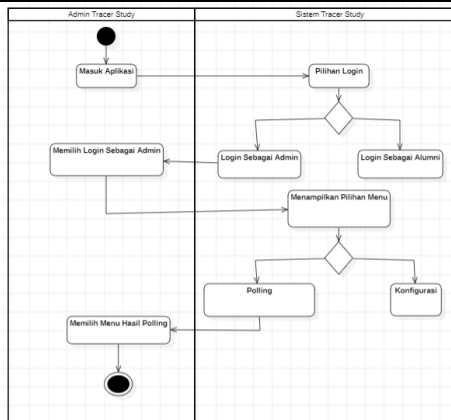 Admin Tracer Study
Sistem Tracer Study
Masuk Aplikasi
Pilihan Login
Memilih Login Sebagai Admin
Login Sebagai Admin
Login Sebagai Alumni
Menampilkan Pilihan Menu
Polling
Konfigurasi
Memilih Menu Hasil Polling